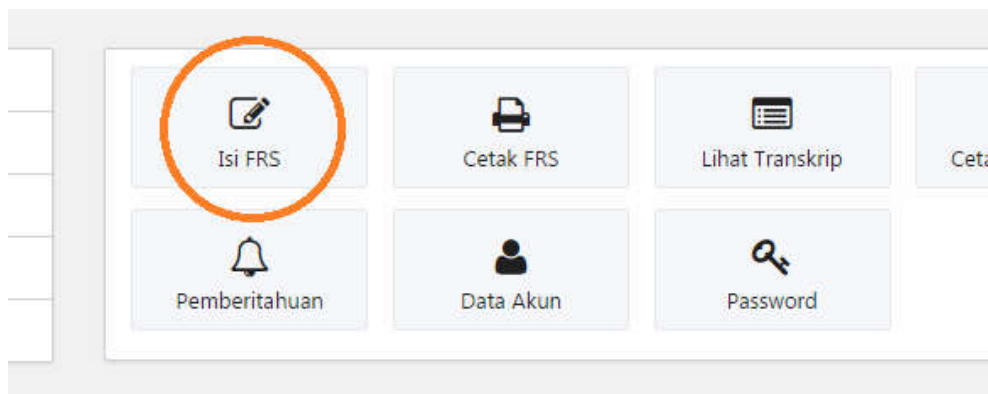 Isi FRS
Cetak FRS
Lihat Transkrip
Pemberitahuan
Data Akun
Password